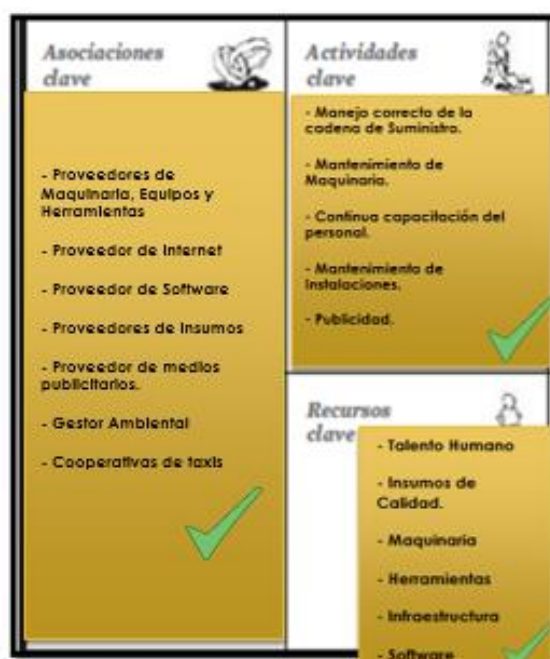 Asociaciones
clave
- Proveedores de
Maquinaria, Equipos y
Herramientas
- Proveedor de Internet
- Proveedor de Software
- Proveedores de Insumos
- Proveedor de medios
publicitarios.
- Gestor Ambiental
- Cooperativas de taxis
Actividades
clave
- Manejo correcto de la
cadena de Suministro.
- Mantenimiento de
Maquinaria.
- Continua capacitación del
personal.
- Mantenimiento de
Instalaciones.
- Publicidad.
Recursos
clave
- Talento Humano
- Insumos de
Calidad.
- Maquinaria
- Herramientas
- Infraestructura
- Software